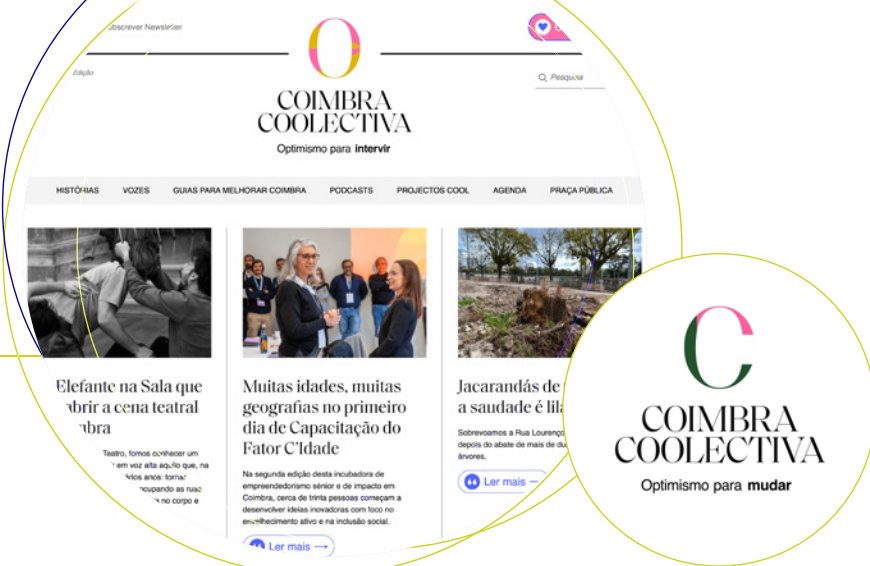 Subscrever Newsletter
Edição
Pesquisa
COIMBRA
COOLECTIVA
Optimismo para intervir
HISTÓRIAS VOZES GUIAS PARA MELHORAR COIMBRA PODCASTS PROJECTOS COOL AGENDA PRAÇA PÚBLICA
Elefante na Sala que
abrir a cena teatral
Teatro, fomos conhecer um
em voz alta aquilo que, na
anos: tornar
ocupando as ruas
no corpo e
Muitas idades, muitas
geografias no primeiro
dia de Capacitação do
Fator C'Idade
Na segunda edição desta incubadora de
empreendedorismo sénior e de impacto em
Coimbra, cerca de trinta pessoas começam a
desenvolver ideias inovadoras com foco no
envelhecimento ativo e na inclusão social.
Ler mais →
Jacarandás de
a saudade é
Sobrevoamos a Rua Lourenço
depois do abate de mais de
árvores.
Ler mais
COIMBRA
COOLECTIVA
Optimismo para mudar